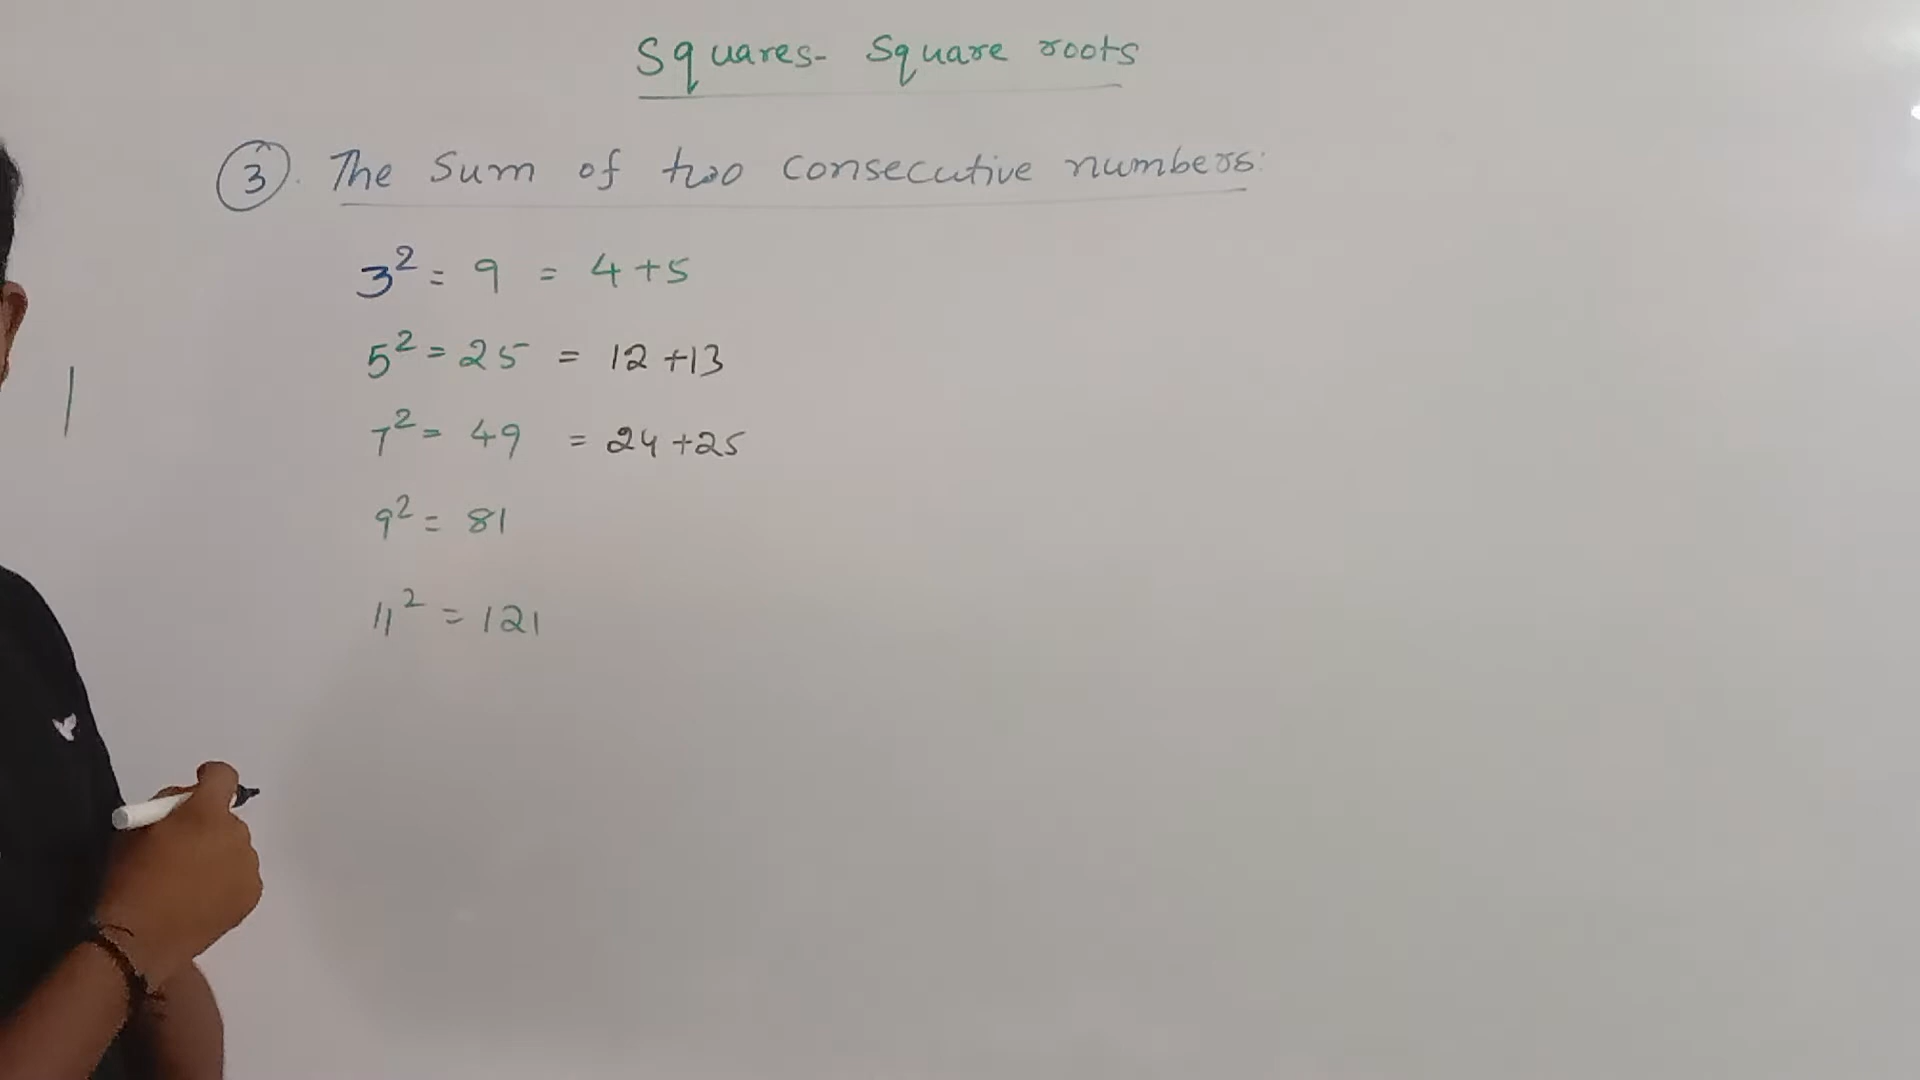 Squares- Square roots
③. The Sum of two consecutive numbers:
3² = 9 = 4+5
5² = 25 = 12 +13
7² = 49 = 24 +25
9² = 81
11² = 121